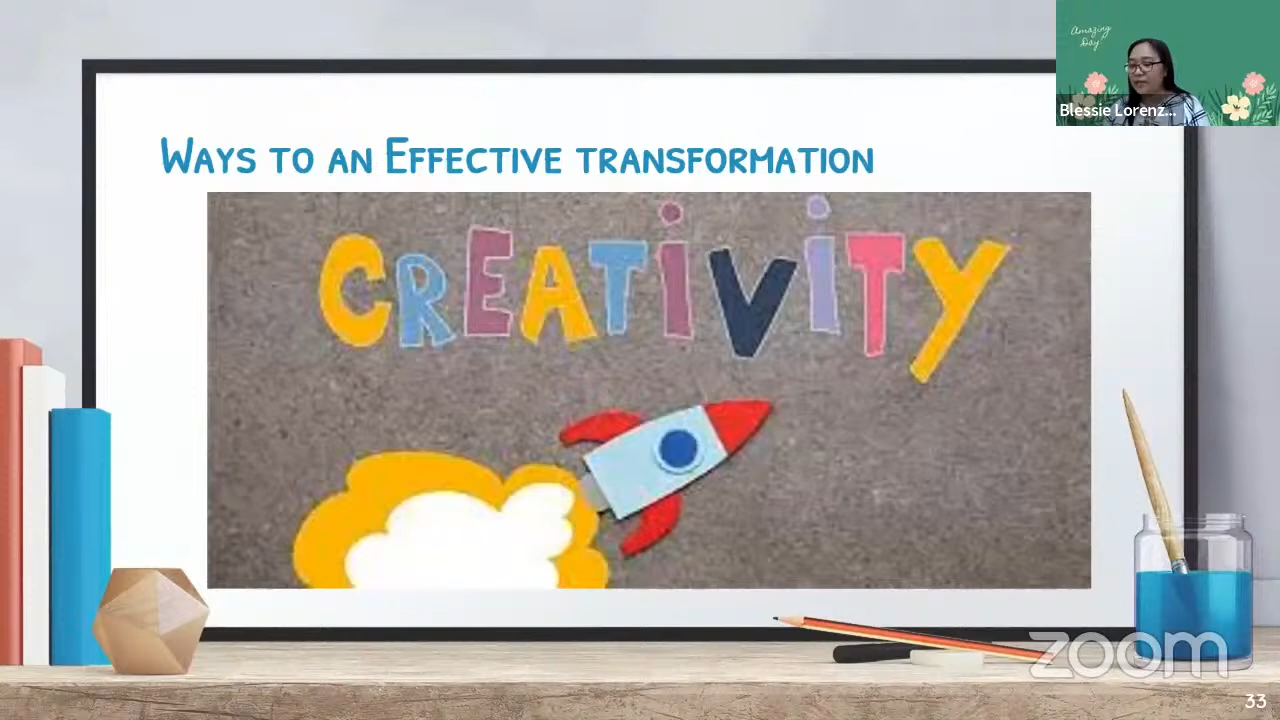 Amazing
Day
Blessie Lorenz...
Ways to an Effective transformation
CREATiViTY
zoom
33